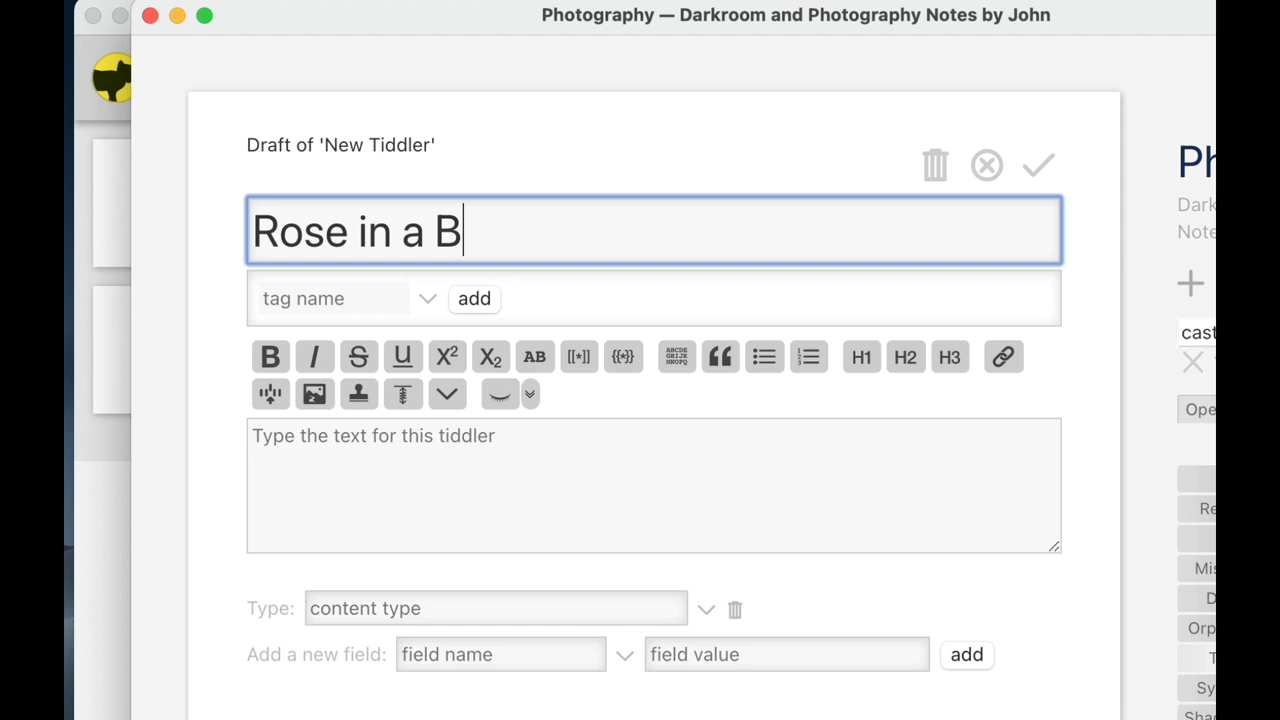 Photography — Darkroom and Photography Notes by John
Draft of 'New Tiddler'
Rose in a B
tag name
add
B I S U X² X₂ AB [[*]] {{*}} H1 H2 H3
Type the text for this tiddler
Type: content type
Add a new field: field name field value add
Ph
Dark
Note
cast
Ope
Re
Mis
D
Orp
T
Sy
Sha